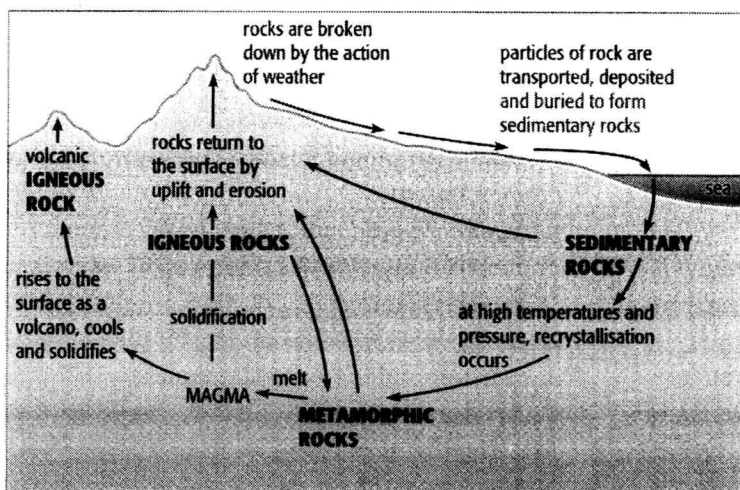 rocks are broken
down by the action
of weather
particles of rock are
transported, deposited
and buried to form
sedimentary rocks
volcanic
IGNEOUS
ROCK
rocks return to
the surface by
uplift and erosion
sea
IGNEOUS ROCKS
SEDIMENTARY
ROCKS
rises to the
surface as a
volcano, cools
and solidifies
solidification
at high temperatures and
pressure, recrystallisation
occurs
melt
MAGMA
METAMORPHIC
ROCKS